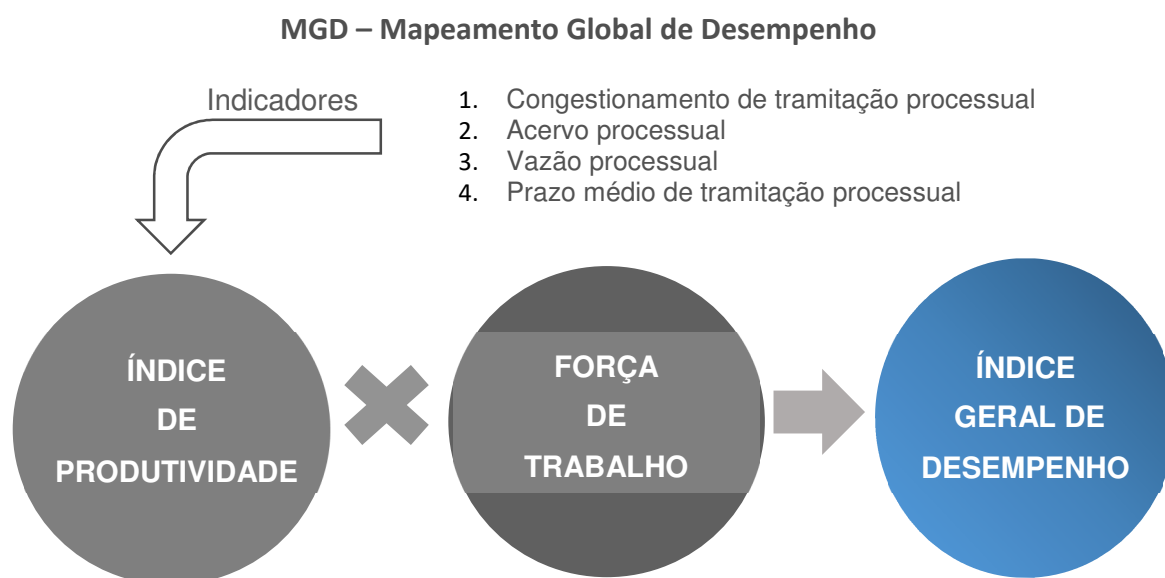 MGD – Mapeamento Global de Desempenho
Indicadores
1. Congestionamento de tramitação processual
2. Acervo processual
3. Vazão processual
4. Prazo médio de tramitação processual
ÍNDICE
DE
PRODUTIVIDADE
FORÇA
DE
TRABALHO
ÍNDICE
GERAL DE
DESEMPENHO